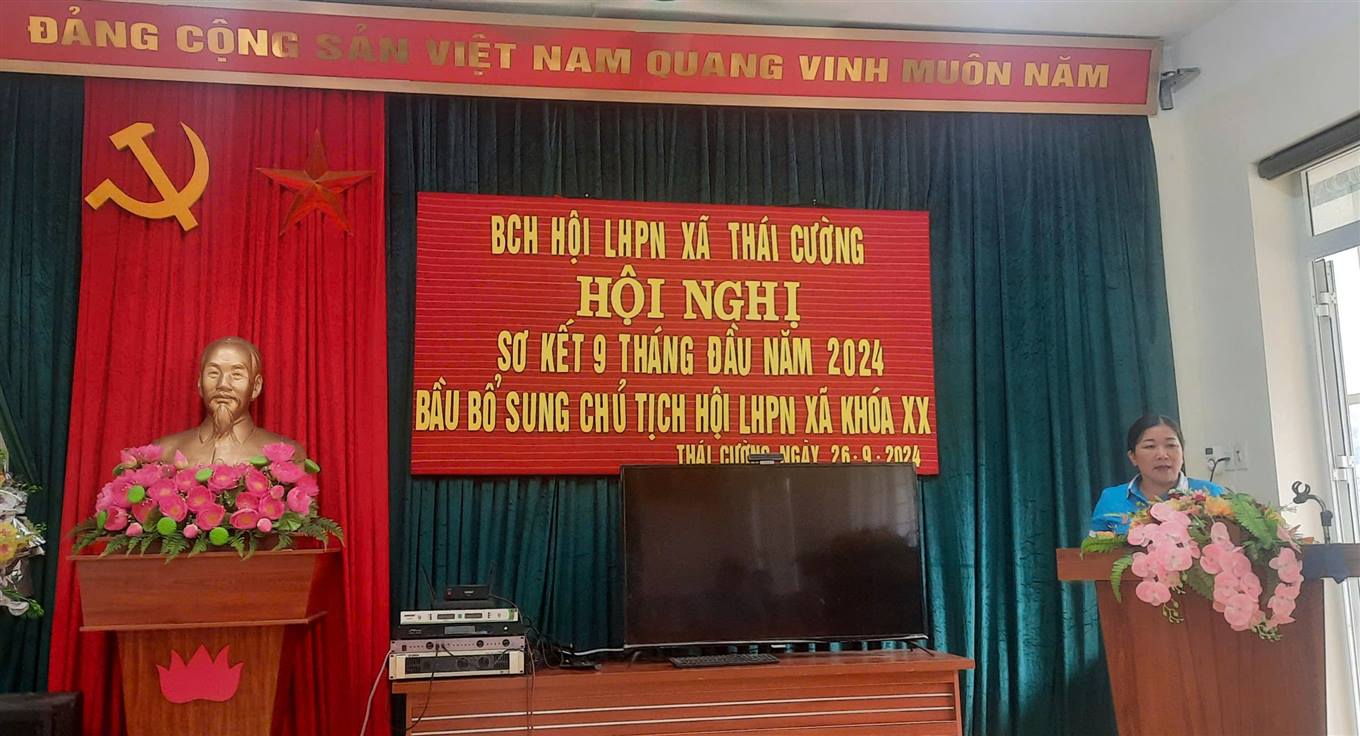 ĐẢNG CỘNG SẢN VIỆT NAM QUANG VINH MUÔN NĂM
BCH HỘI LHPN XÃ THÁI CƯỜNG
HỘI NGHỊ
SƠ KẾT 9 THÁNG ĐẦU NĂM 2024
BẦU BỔ SUNG CHỦ TỊCH HỘI LHPN XÃ KHÓA XX
THÁI CƯỜNG NGÀY 26-9-2024